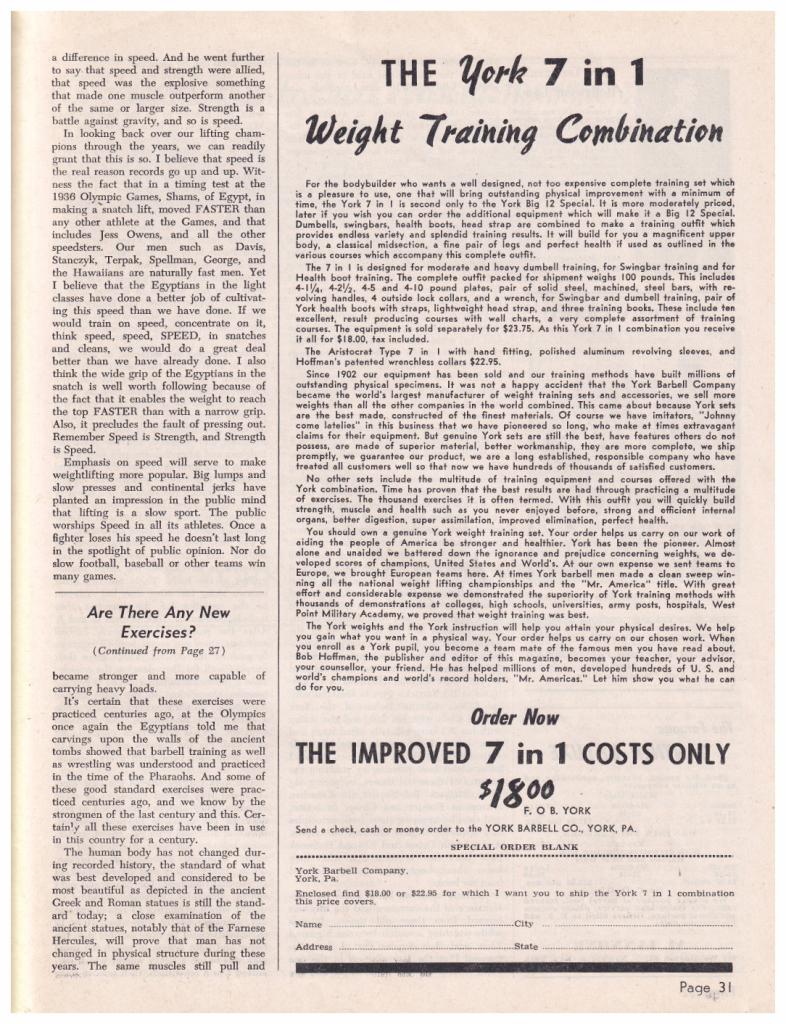 a difference in speed. And he went further
to say that speed and strength were allied,
that speed was the explosive something
that made one muscle outperform another
of the same or larger size. Strength is a
battle against gravity, and so is speed.
In looking back over our lifting cham-
pions through the years, we can readily
grant that this is so. I believe that speed is
the real reason records go up and up. Wit-
ness the fact that in a timing test at the
1936 Olympic Games, Shams, of Egypt, in
making a snatch lift, moved FASTER than
any other athlete at the Games, and that
includes Jess Owens, and all the other
speedsters. Our men such as Davis,
Stanczyk, Terpak, Spellman, George, and
the Hawaiians are naturally fast men. Yet
I believe that the Egyptians in the light
classes have done a better job of cultivat-
ing this speed than we have done. If we
would train on speed, concentrate on it,
think speed, speed, SPEED, in snatches
and cleans, we would do a great deal
better than we have already done. I also
think the wide grip of the Egyptians in the
snatch is well worth following because of
the fact that it enables the weight to reach
the top FASTER than with a narrow grip.
Also, it precludes the fault of pressing out.
Remember Speed is Strength, and Strength
is Speed.
Emphasis on speed will serve to make
weightlifting more popular. Big lumps and
slow presses and continental jerks have
planted an impression in the public mind
that lifting is a slow sport. The public
worships Speed in all its athletes. Once a
fighter loses his speed he doesn't last long
in the spotlight of public opinion. Nor do
slow football, baseball or other teams win
many games.
Are There Any New
Exercises?
(Continued from Page 27)
became stronger and more capable of
carrying heavy loads.
It's certain that these exercises were
practiced centuries ago, at the Olympics
once again the Egyptians told me that
carvings upon the walls of the ancient
tombs showed that barbell training as well
as wrestling was understood and practiced
in the time of the Pharaohs. And some of
these good standard exercises were prac-
ticed centuries ago, and we know by the
strongmen of the last century and this. Cer-
tainly all these exercises have been in use
in this country for a century.
The human body has not changed dur-
ing recorded history, the standard of what
was best developed and considered to be
most beautiful as depicted in the ancient
Greek and Roman statues is still the stand-
ard today; a close examination of the
ancient statues, notably that of the Farnese
Hercules, will prove that man has not
changed in physical structure during these
years. The same muscles still pull and
THE York 7 in 1
Weight Training Combination
For the bodybuilder who wants a well designed, not too expensive complete training set which
is a pleasure to use, one that will bring outstanding physical improvement with a minimum of
time, the York 7 in 1 is second only to the York Big 12 Special. It is more moderately priced,
later if you wish you can order the additional equipment which will make it a Big 12 Special.
Dumbells, swingbars, health boots, head strap are combined to make a training outfit which
provides endless variety and splendid training results. It will build for you a magnificent upper
body, a classical midsection, a fine pair of legs and perfect health if used as outlined in the
various courses which accompany this complete outfit.
The 7 in 1 is designed for moderate and heavy dumbell training, for Swingbar training and for
Health boot training. The complete outfit packed for shipment weighs 100 pounds. This includes
4-1¼, 4-2½, 4-5 and 4-10 pound plates, pair of solid steel, machined, steel bars, with re-
volving handles, 4 outside lock collars, and a wrench, for Swingbar and dumbell training, pair of
York health boots with straps, lightweight head strap, and three training books. These include ten
excellent, result producing courses with wall charts, a very complete assortment of training
courses. The equipment is sold separately for $23.75. As this York 7 in 1 combination you receive
it all for $18.00, tax included.
The Aristocrat Type 7 in 1 with hand fitting, polished aluminum revolving sleeves, and
Hoffman's patented wrenchless collars $22.95.
Since 1902 our equipment has been sold and our training methods have built millions of
outstanding physical specimens. It was not a happy accident that the York Barbell Company
became the world's largest manufacturer of weight training sets and accessories, we sell more
weights than all the other companies in the world combined. This came about because York sets
are the best made, constructed of the finest materials. Of course we have imitators, "Johnny
come latelies" in this business that we have pioneered so long, who make at times extravagant
claims for their equipment. But genuine York sets are still the best, have features others do not
possess, are made of superior material, better workmanship, they are more complete, we ship
promptly, we guarantee our product, we are a long established, responsible company who have
treated all customers well so that now we have hundreds of thousands of satisfied customers.
No other sets include the multitude of training equipment and courses offered with the
York combination. Time has proven that the best results are had through practicing a multitude
of exercises. The thousand exercises it is often termed. With this outfit you will quickly build
strength, muscle and health such as you never enjoyed before, strong and efficient internal
organs, better digestion, super assimilation, improved elimination, perfect health.
You should own a genuine York weight training set. Your order helps us carry on our work of
aiding the people of America be stronger and healthier. York has been the pioneer. Almost
alone and unaided we battered down the ignorance and prejudice concerning weights, we de-
veloped scores of champions, United States and World's. At our own expense we sent teams to
Europe, we brought European teams here. At times York barbell men made a clean sweep win-
ning all the national weight lifting championships and the "Mr. America" title. With great
effort and considerable expense we demonstrated the superiority of York training methods with
thousands of demonstrations at colleges, high schools, universities, army posts, hospitals, West
Point Military Academy, we proved that weight training was best.
The York weights and the York instruction will help you attain your physical desires. We help
you gain what you want in a physical way. Your order helps us carry on our chosen work. When
you enroll as a York pupil, you become a team mate of the famous men you have read about.
Bob Hoffman, the publisher and editor of this magazine, becomes your teacher, your advisor,
your counsellor, your friend. He has helped millions of men, developed hundreds of U. S. and
world's champions and world's record holders, "Mr. Americas." Let him show you what he can
do for you.
Order Now
THE IMPROVED 7 in 1 COSTS ONLY
$18.00
F. O B. YORK
Send a check, cash or money order to the YORK BARBELL CO., YORK, PA.
SPECIAL ORDER BLANK
York Barbell Company,
York, Pa.
Enclosed find $18.00 or $22.95 for which I want you to ship the York 7 in 1 combination
this price covers.
Name City
Address State
Page 31